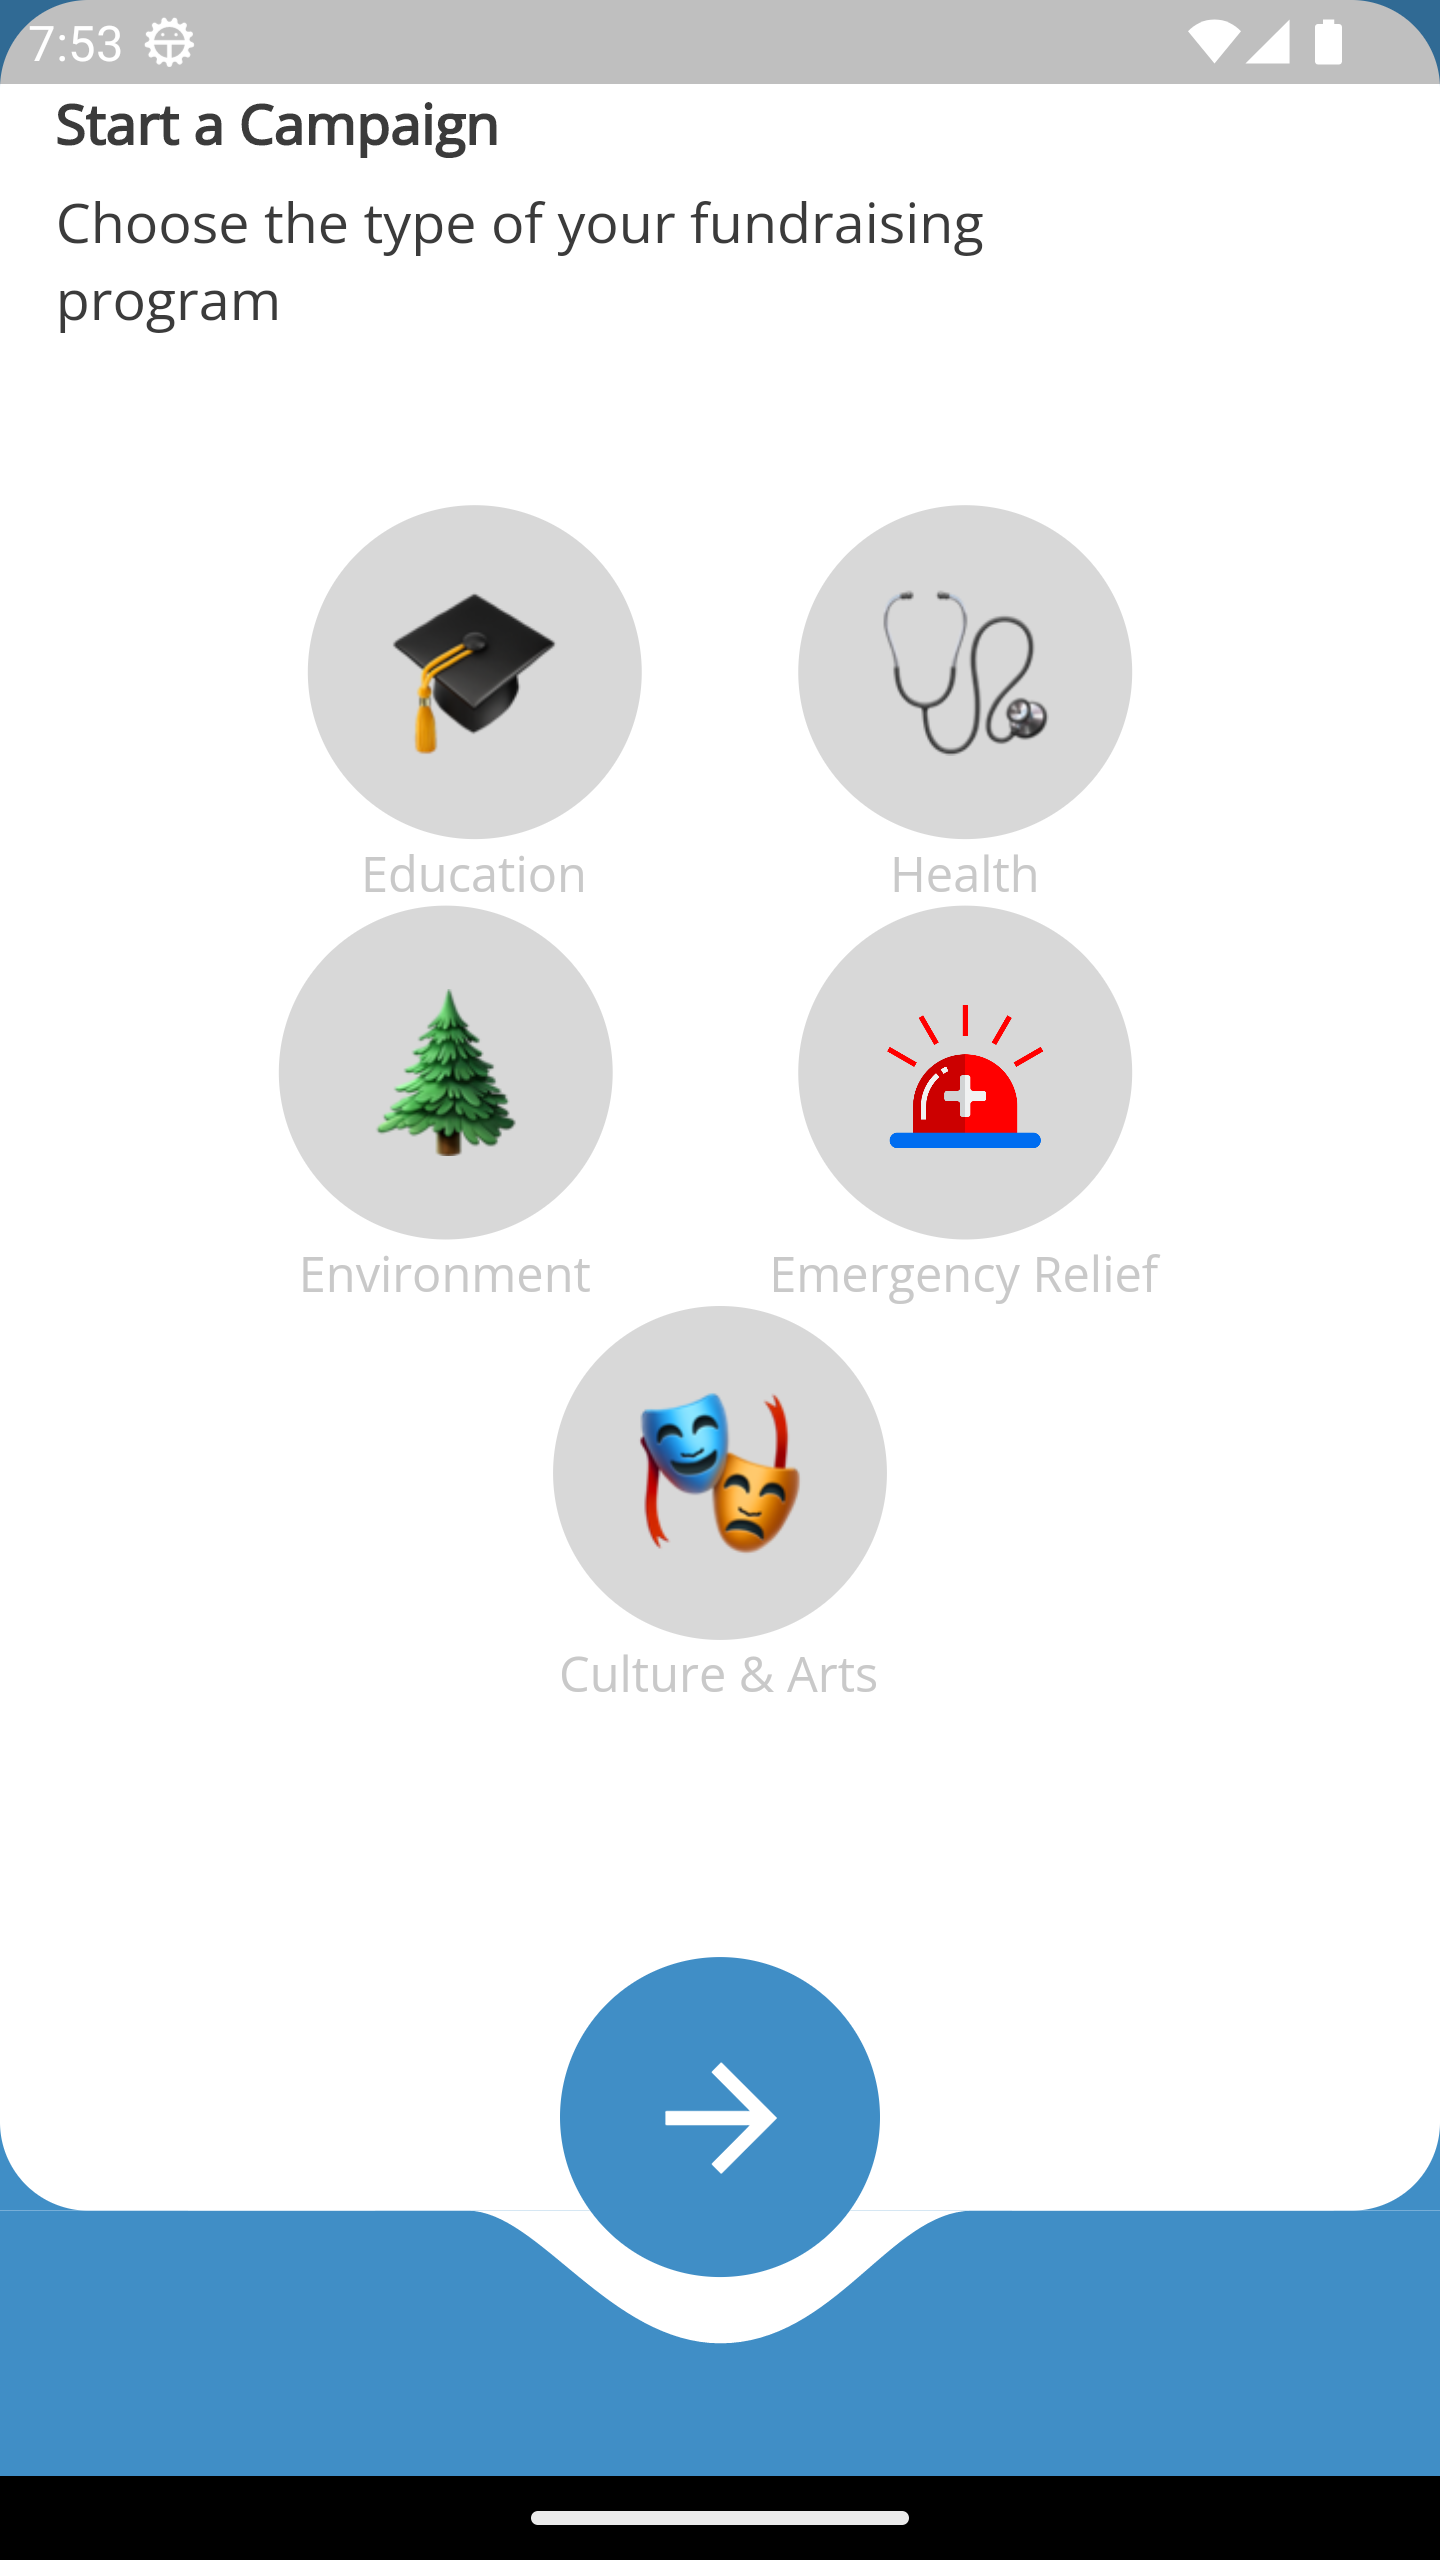 7:53
Start a Campaign
Choose the type of your fundraising
program
Education
Health
Environment
Emergency Relief
Culture & Arts